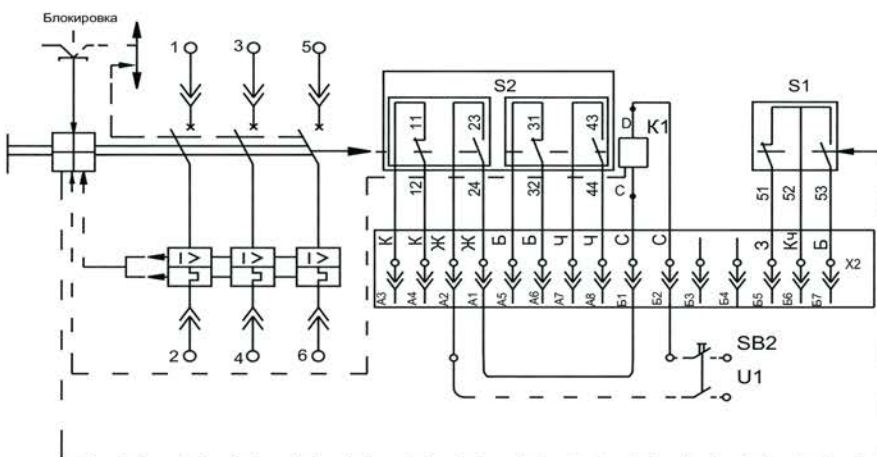 Блокировка
1 3 5
S2
S1
11 23 31 43
D K1
C
12 24 32 44
51 52 53
К К Ж Ж Б Б Ч Ч С С З Кч Б
X2
А3 А4 А2 А1 А5 А6 А7 А8 Б1 Б2 Б3 Б4 Б5 Б6 Б7
I> I> I>
2 4 6
SB2
U1